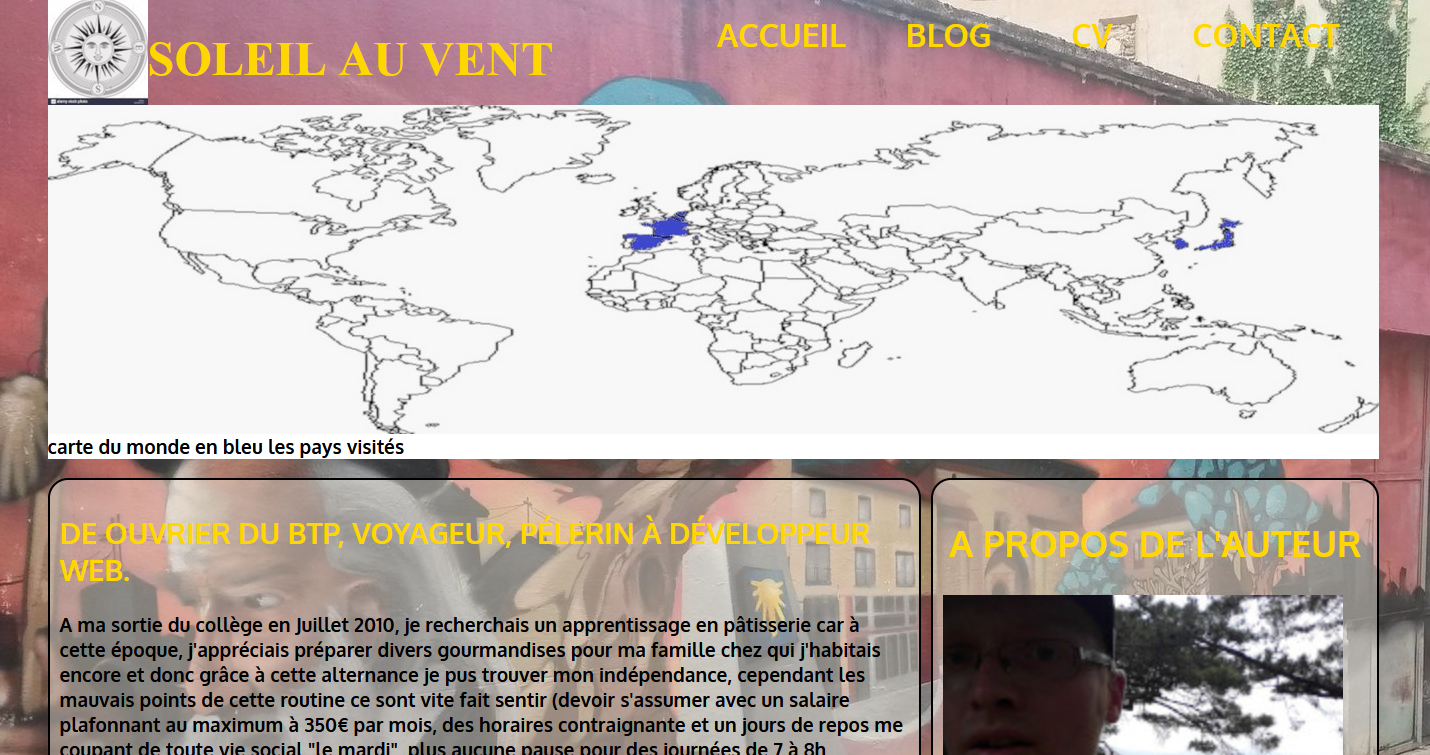 SOLEIL AU VENT
ACCUEIL BLOG CV CONTACT
carte du monde en bleu les pays visités
DE OUVRIER DU BTP, VOYAGEUR, PÉLERIN À DÉVELOPPEUR
WEB.
A ma sortie du collège en Juillet 2010, je recherchais un apprentissage en pâtisserie car à
cette époque, j'appréciais préparer divers gourmandises pour ma famille chez qui j'habitais
encore et donc grâce à cette alternance je pus trouver mon indépendance, cependant les
mauvais points de cette routine ce sont vite fait sentir (devoir s'assumer avec un salaire
plafonnant au maximum à 350€ par mois, des horaires contraignante et un jours de repos me
coupant de toute vie social "le mardi", plus aucune pause pour des journées de 7 à 8h
A PROPOS DE L'AUTEUR